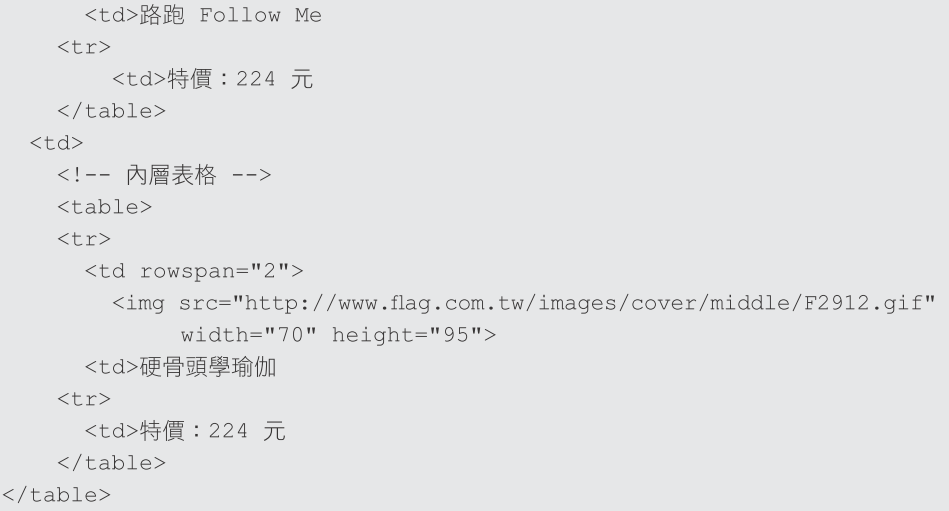 <td>路跑 Follow Me
<tr>
<td>特價：224 元
</table>
<td>
<!-- 內層表格 -->
<table>
<tr>
<td rowspan="2">
<img src="http://www.flag.com.tw/images/cover/middle/F2912.gif"
width="70" height="95">
<td>硬骨頭學瑜伽
<tr>
<td>特價：224 元
</table>
</table>